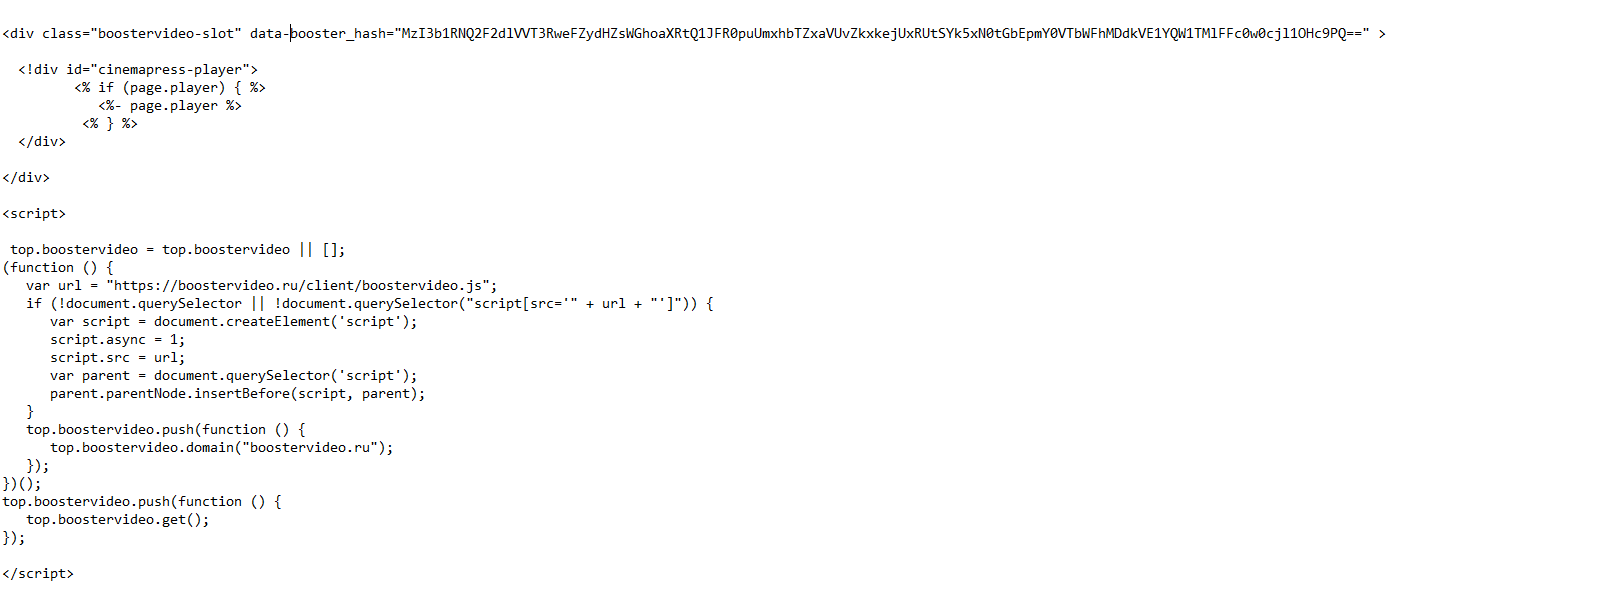 <div class="boostervideo-slot" data-booster_hash="MzI3b1RNQ2F2dlVVT3RweFZydHZsWGhoaXRtQ1JFR0puUmxhbTZxaVUvZkxkejUxRUtSYk5xN0tGbEpmY0VTbWFhMDdkVE1YQW1TMlFFc0w0cjl1OHc9PQ==" >
<!div id="cinemapress-player">
<% if (page.player) { %>
<%- page.player %>
<% } %>
</div>
</div>
<script>
top.boostervideo = top.boostervideo || [];
(function () {
var url = "https://boostervideo.ru/client/boostervideo.js";
if (!document.querySelector || !document.querySelector("script[src='" + url + "']")) {
var script = document.createElement('script');
script.async = 1;
script.src = url;
var parent = document.querySelector('script');
parent.parentNode.insertBefore(script, parent);
}
top.boostervideo.push(function () {
top.boostervideo.domain("boostervideo.ru");
});
})();
top.boostervideo.push(function () {
top.boostervideo.get();
});
</script>